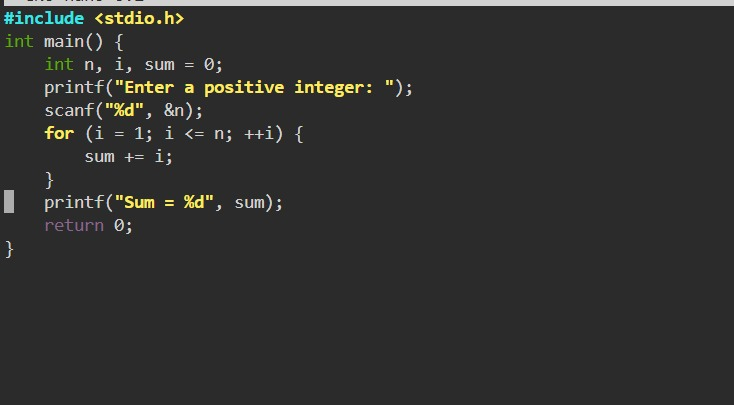 #include <stdio.h>
int main() {
    int n, i, sum = 0;
    printf("Enter a positive integer: ");
    scanf("%d", &n);
    for (i = 1; i <= n; ++i) {
        sum += i;
    }
    printf("Sum = %d", sum);
    return 0;
}